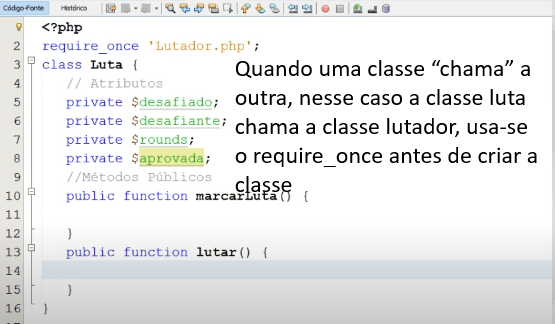 Código-Fonte Histórico
<?php
2 require_once 'Lutador.php';
3 class Luta {
4 // Atributos
5 private $desafiado;
6 private $desafiante;
7 private $rounds;
8 private $aprovada;
9 //Métodos Públicos
10 public function marcarLuta() {
11
12 }
13 public function lutar() {
14
15 }
16 }
Quando uma classe “chama” a
outra, nesse caso a classe luta
chama a classe lutador, usa-se
o require_once antes de criar a
classe